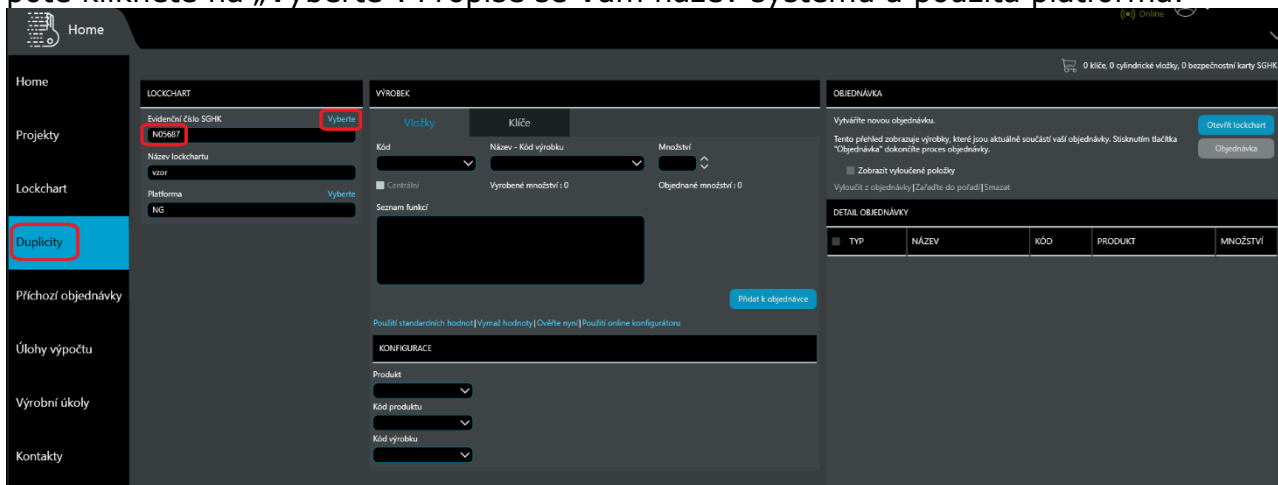 poté klikněte na „Vyberte“. Propíše se Vám název systému a použitá platforma.
Home
((•)) Online
0 klíče, 0 cylindrické vložky, 0 bezpečnostní karty SGHK
Home
Projekty
Lockchart
Duplicity
Příchozí objednávky
Úlohy výpočtu
Výrobní úkoly
Kontakty
LOCKCHART
Evidenční číslo SGHK Vyberte
N05687
Název lockchartu
vzor
Platforma Vyberte
NG
VÝROBEK
Vložky Klíče
Kód Název - Kód výrobku Množství
Centrální Vyrobené množství : 0 Objednané množství : 0
Seznam funkcí
Přidat k objednávce
Použití standardních hodnot|Vymaž hodnoty|Ověřte nyní|Použití online konfigurátoru
KONFIGURACE
Produkt
Kód produktu
Kód výrobku
OBJEDNÁVKA
Vytváříte novou objednávku.
Tento přehled zobrazuje výrobky, které jsou aktuálně součástí vaší objednávky. Stisknutím tlačítka
"Objednávka" dokončíte proces objednávky.
Otevřít lockchart
Objednávka
Zobrazit vyloučené položky
Vyloučit z objednávky|Zařaďte do pořadí|Smazat
DETAIL OBJEDNÁVKY
TYP NÁZEV KÓD PRODUKT MNOŽSTVÍ